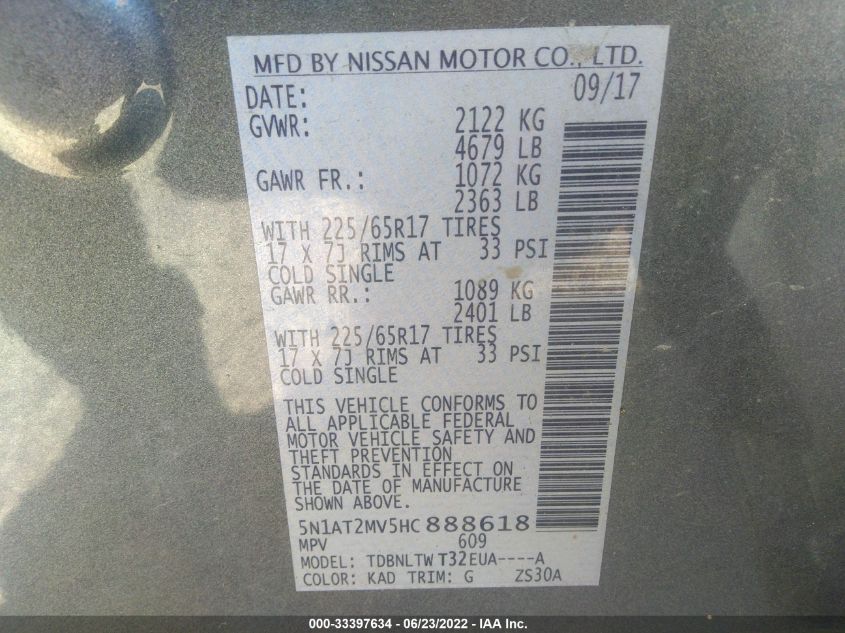 MFD BY NISSAN MOTOR CO., LTD.
DATE: 09/17
GVWR: 2122 KG
4679 LB
GAWR FR.: 1072 KG
2363 LB
WITH 225/65R17 TIRES
17 X 7J RIMS AT 33 PSI
COLD SINGLE
GAWR RR.: 1089 KG
2401 LB
WITH 225/65R17 TIRES
17 X 7J RIMS AT 33 PSI
COLD SINGLE
THIS VEHICLE CONFORMS TO
ALL APPLICABLE FEDERAL
MOTOR VEHICLE SAFETY AND
THEFT PREVENTION
STANDARDS IN EFFECT ON
THE DATE OF MANUFACTURE
SHOWN ABOVE.
5N1AT2MV5HC888618
MPV 609
MODEL: TDBNLTWT32EUA----A
COLOR: KAD TRIM: G ZS30A
000-33397634 - 06/23/2022 - IAA Inc.